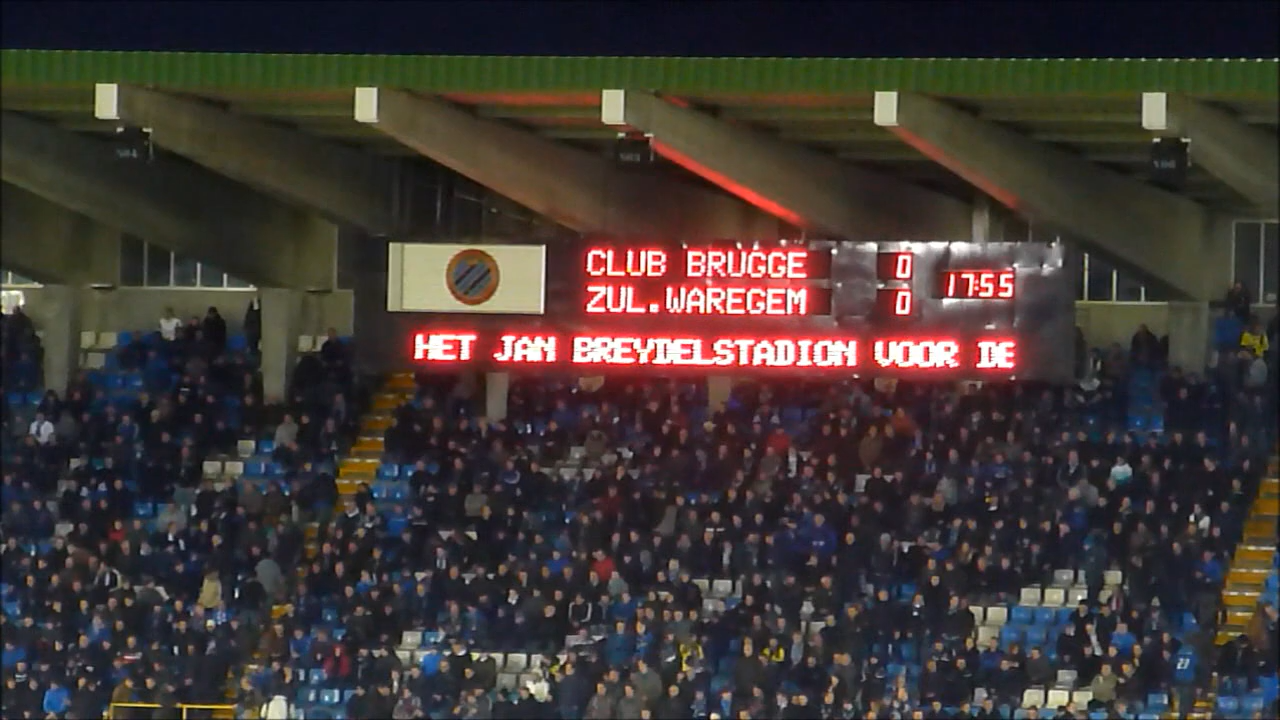 CLUB BRUGGE 0
ZUL.WAREGEM 0
17:55
HET JAN BREYDELSTADION VOOR DE